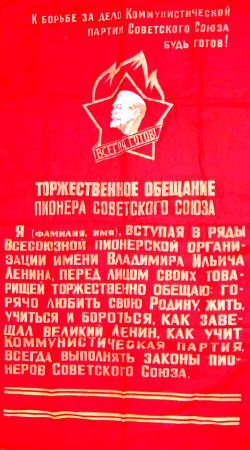 К борьбе за дело Коммунистической
партии Советского Союза
будь готов!
ВСЕГДА ГОТОВ!
ТОРЖЕСТВЕННОЕ ОБЕЩАНИЕ
ПИОНЕРА СОВЕТСКОГО СОЮЗА
Я (фамилия, имя), вступая в ряды
Всесоюзной пионерской органи-
зации имени Владимира Ильича
Ленина, перед лицом своих това-
рищей торжественно обещаю: го-
рячо любить свою Родину, жить,
учиться и бороться, как заве-
щал великий Ленин, как учит
Коммунистическая партия,
всегда выполнять законы пио-
неров Советского Союза.